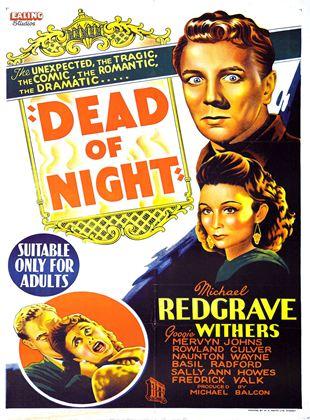 EALING
Studios
The UNEXPECTED, THE TRAGIC,
THE COMIC, THE ROMANTIC,
THE DRAMATIC.....
"DEAD
OF
NIGHT"
SUITABLE
ONLY FOR
ADULTS
Michael
REDGRAVE
Googie
WITHERS
MERVYN JOHNS
ROWLAND CULVER
NAUNTON WAYNE
BASIL RADFORD
SALLY ANN HOWES
FREDRICK VALK
PRODUCED BY
MICHAEL BALCON